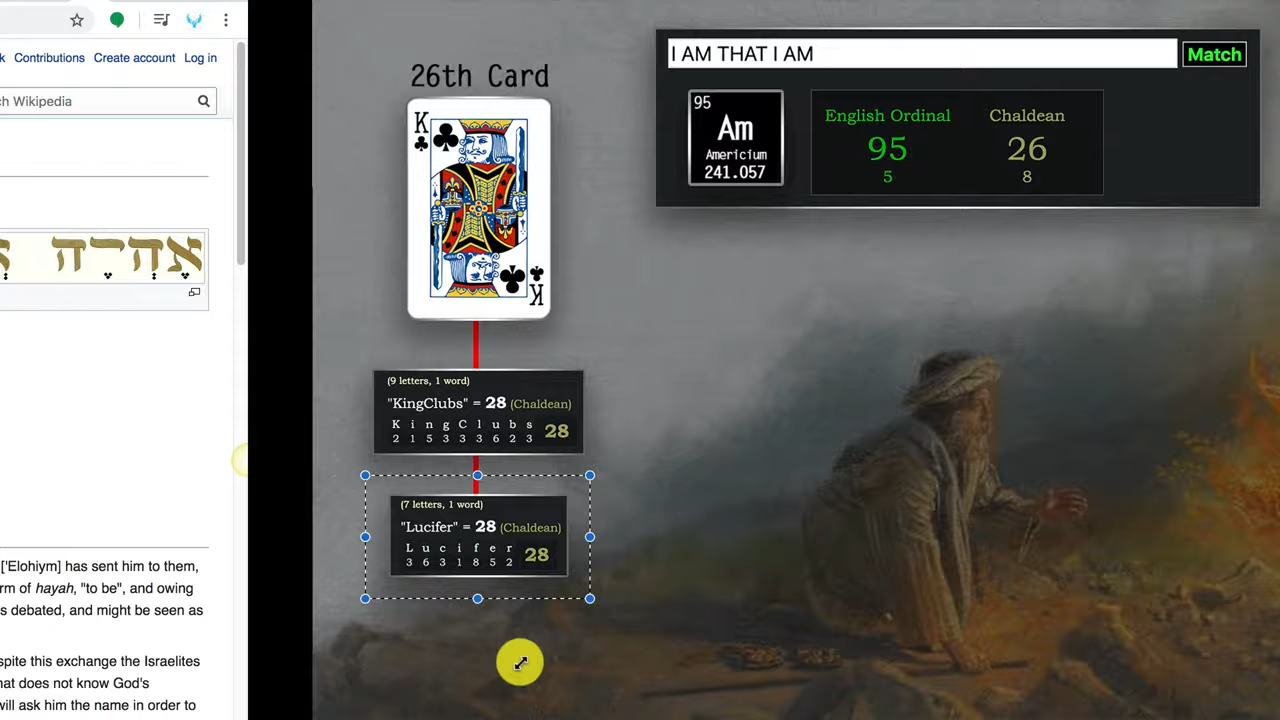 k Contributions Create account Log in
ch Wikipedia
אֶהְיֶה
['Elohiym] has sent him to them,
rm of hayah, "to be", and owing
s debated, and might be seen as
spite this exchange the Israelites
hat does not know God's
will ask him the name in order to
26th Card
K
K
(9 letters, 1 word)
"KingClubs" = 28 (Chaldean)
K i n g C l u b s
2 1 5 3 3 3 6 2 3 28
(7 letters, 1 word)
"Lucifer" = 28 (Chaldean)
L u c i f e r
3 6 3 1 8 5 2 28
I AM THAT I AM
Match
95
Am
Americium
241.057
English Ordinal Chaldean
95 26
5 8